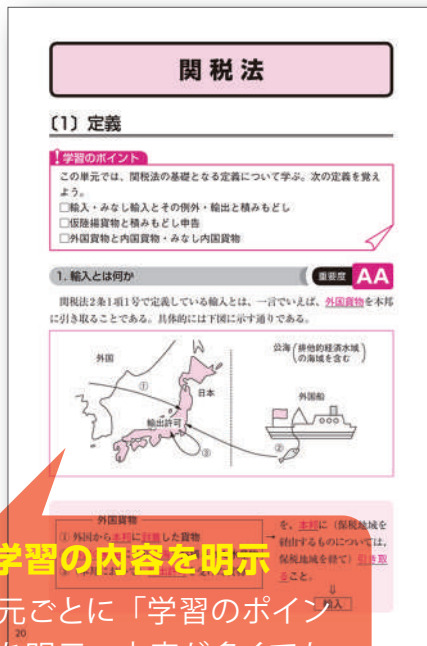 関税法
〔1〕定義
！学習のポイント
この単元では、関税法の基礎となる定義について学ぶ。次の定義を覚え
よう。
□輸入・みなし輸入とその例外・輸出と積みもどし
□仮陸揚貨物と積みもどし申告
□外国貨物と内国貨物・みなし内国貨物
1. 輸入とは何か
重要度 AA
関税法2条1項1号で定義している輸入とは、一言でいえば、外国貨物を本邦
に引き取ることである。具体的には下図に示す通りである。
外国
①
日本
輸出許可
③
公海（排他的経済水域の海域を含む）
外国船
②
外国貨物
① 外国から本邦に到着した貨物
→
を、本邦に（保税地域を
経由するものについては、
保税地域を経て）引き取
ること。
⇓
輸入
学習の内容を明示
元ごとに「学習のポイン
20